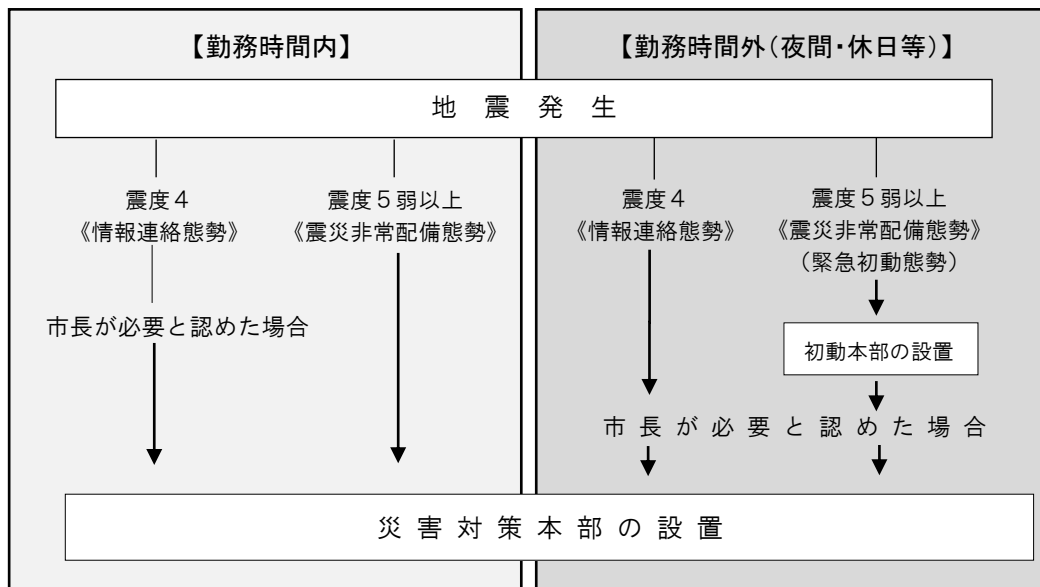 【勤務時間内】
【勤務時間外(夜間・休日等)】
地震発生
震度4
《情報連絡態勢》
震度5弱以上
《震災非常配備態勢》
震度4
《情報連絡態勢》
震度5弱以上
《震災非常配備態勢》
(緊急初動態勢)
市長が必要と認めた場合
初動本部の設置
市長が必要と認めた場合
災害対策本部の設置